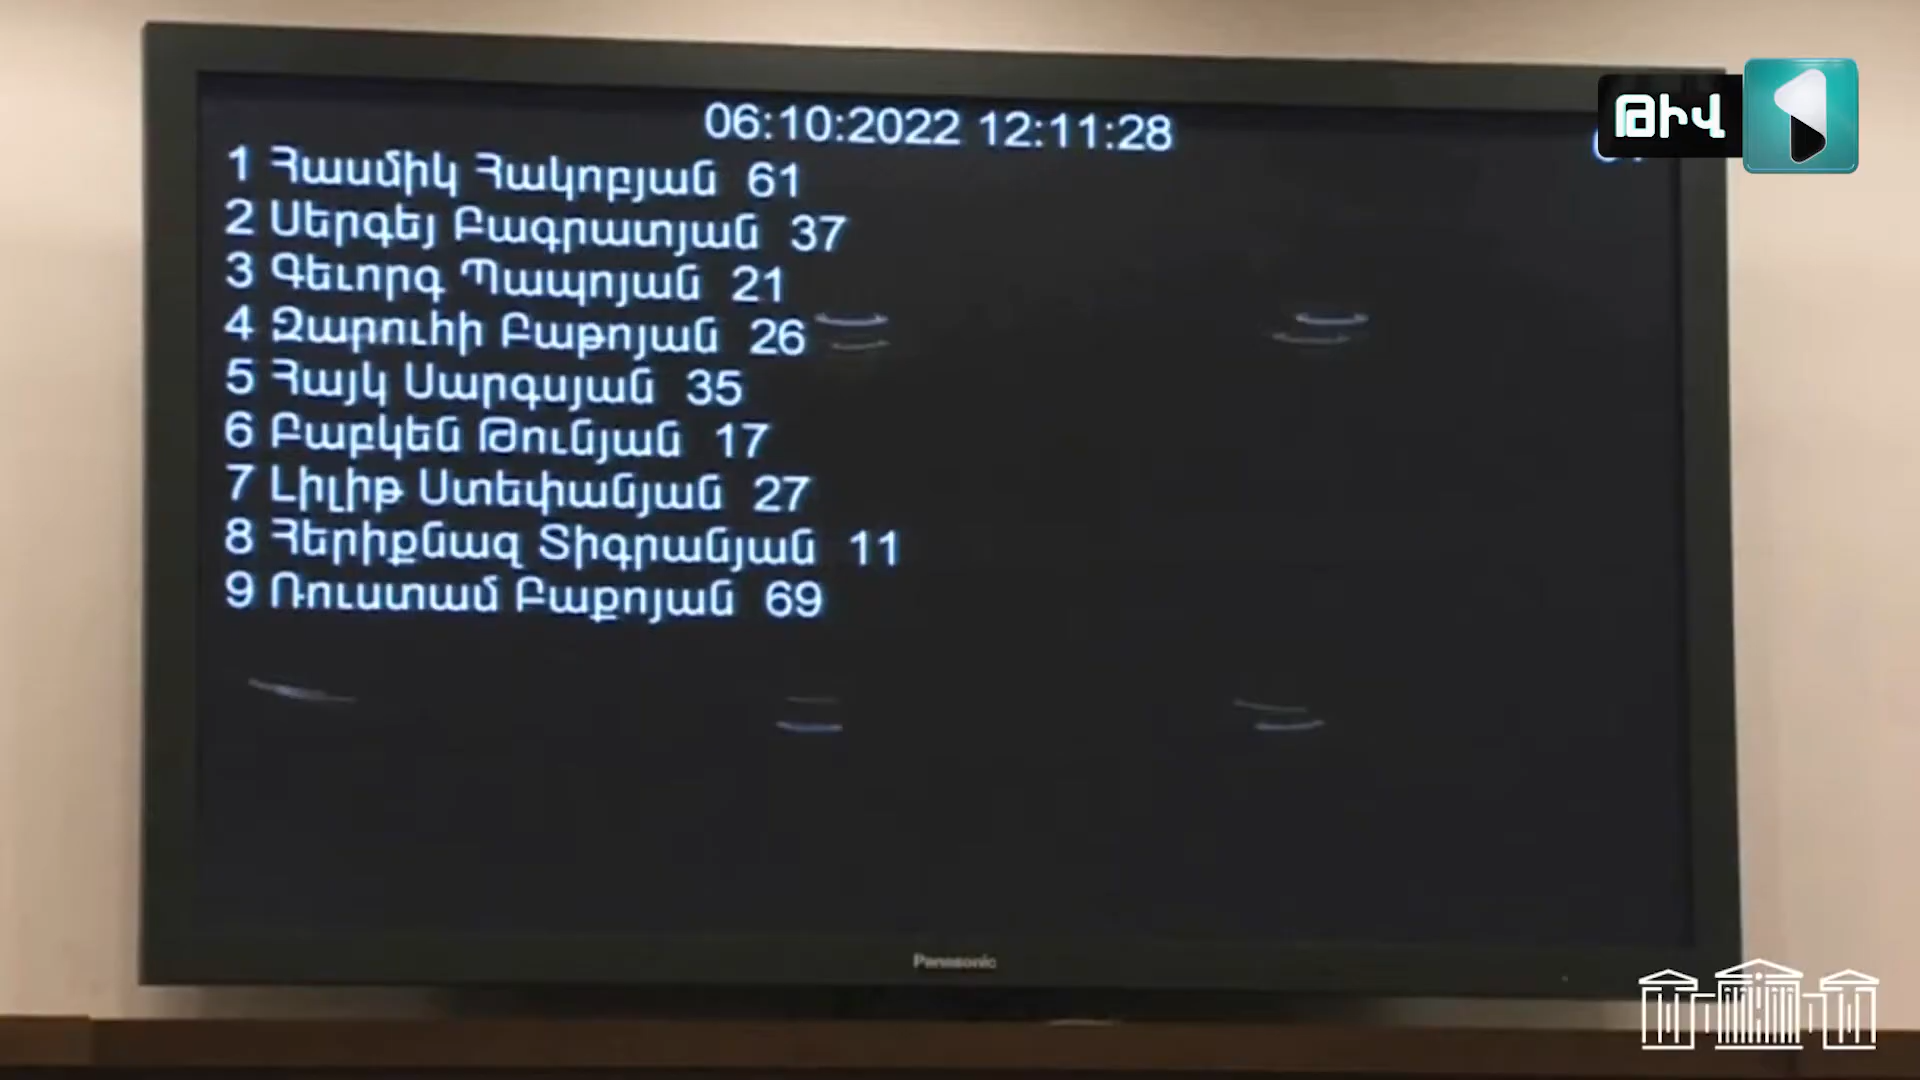 թիվ 1
06:10:2022 12:11:28
1 Հասմիկ Հակոբյան 61
2 Սերգեյ Բագրատյան 37
3 Գեւորգ Պապոյան 21
4 Զարուհի Բաթոյան 26
5 Հայկ Սարգսյան 35
6 Բաբկեն Թունյան 17
7 Լիլիթ Ստեփանյան 27
8 Հերիքնազ Տիգրանյան 11
9 Ռուստամ Բաքոյան 69
Panasonic